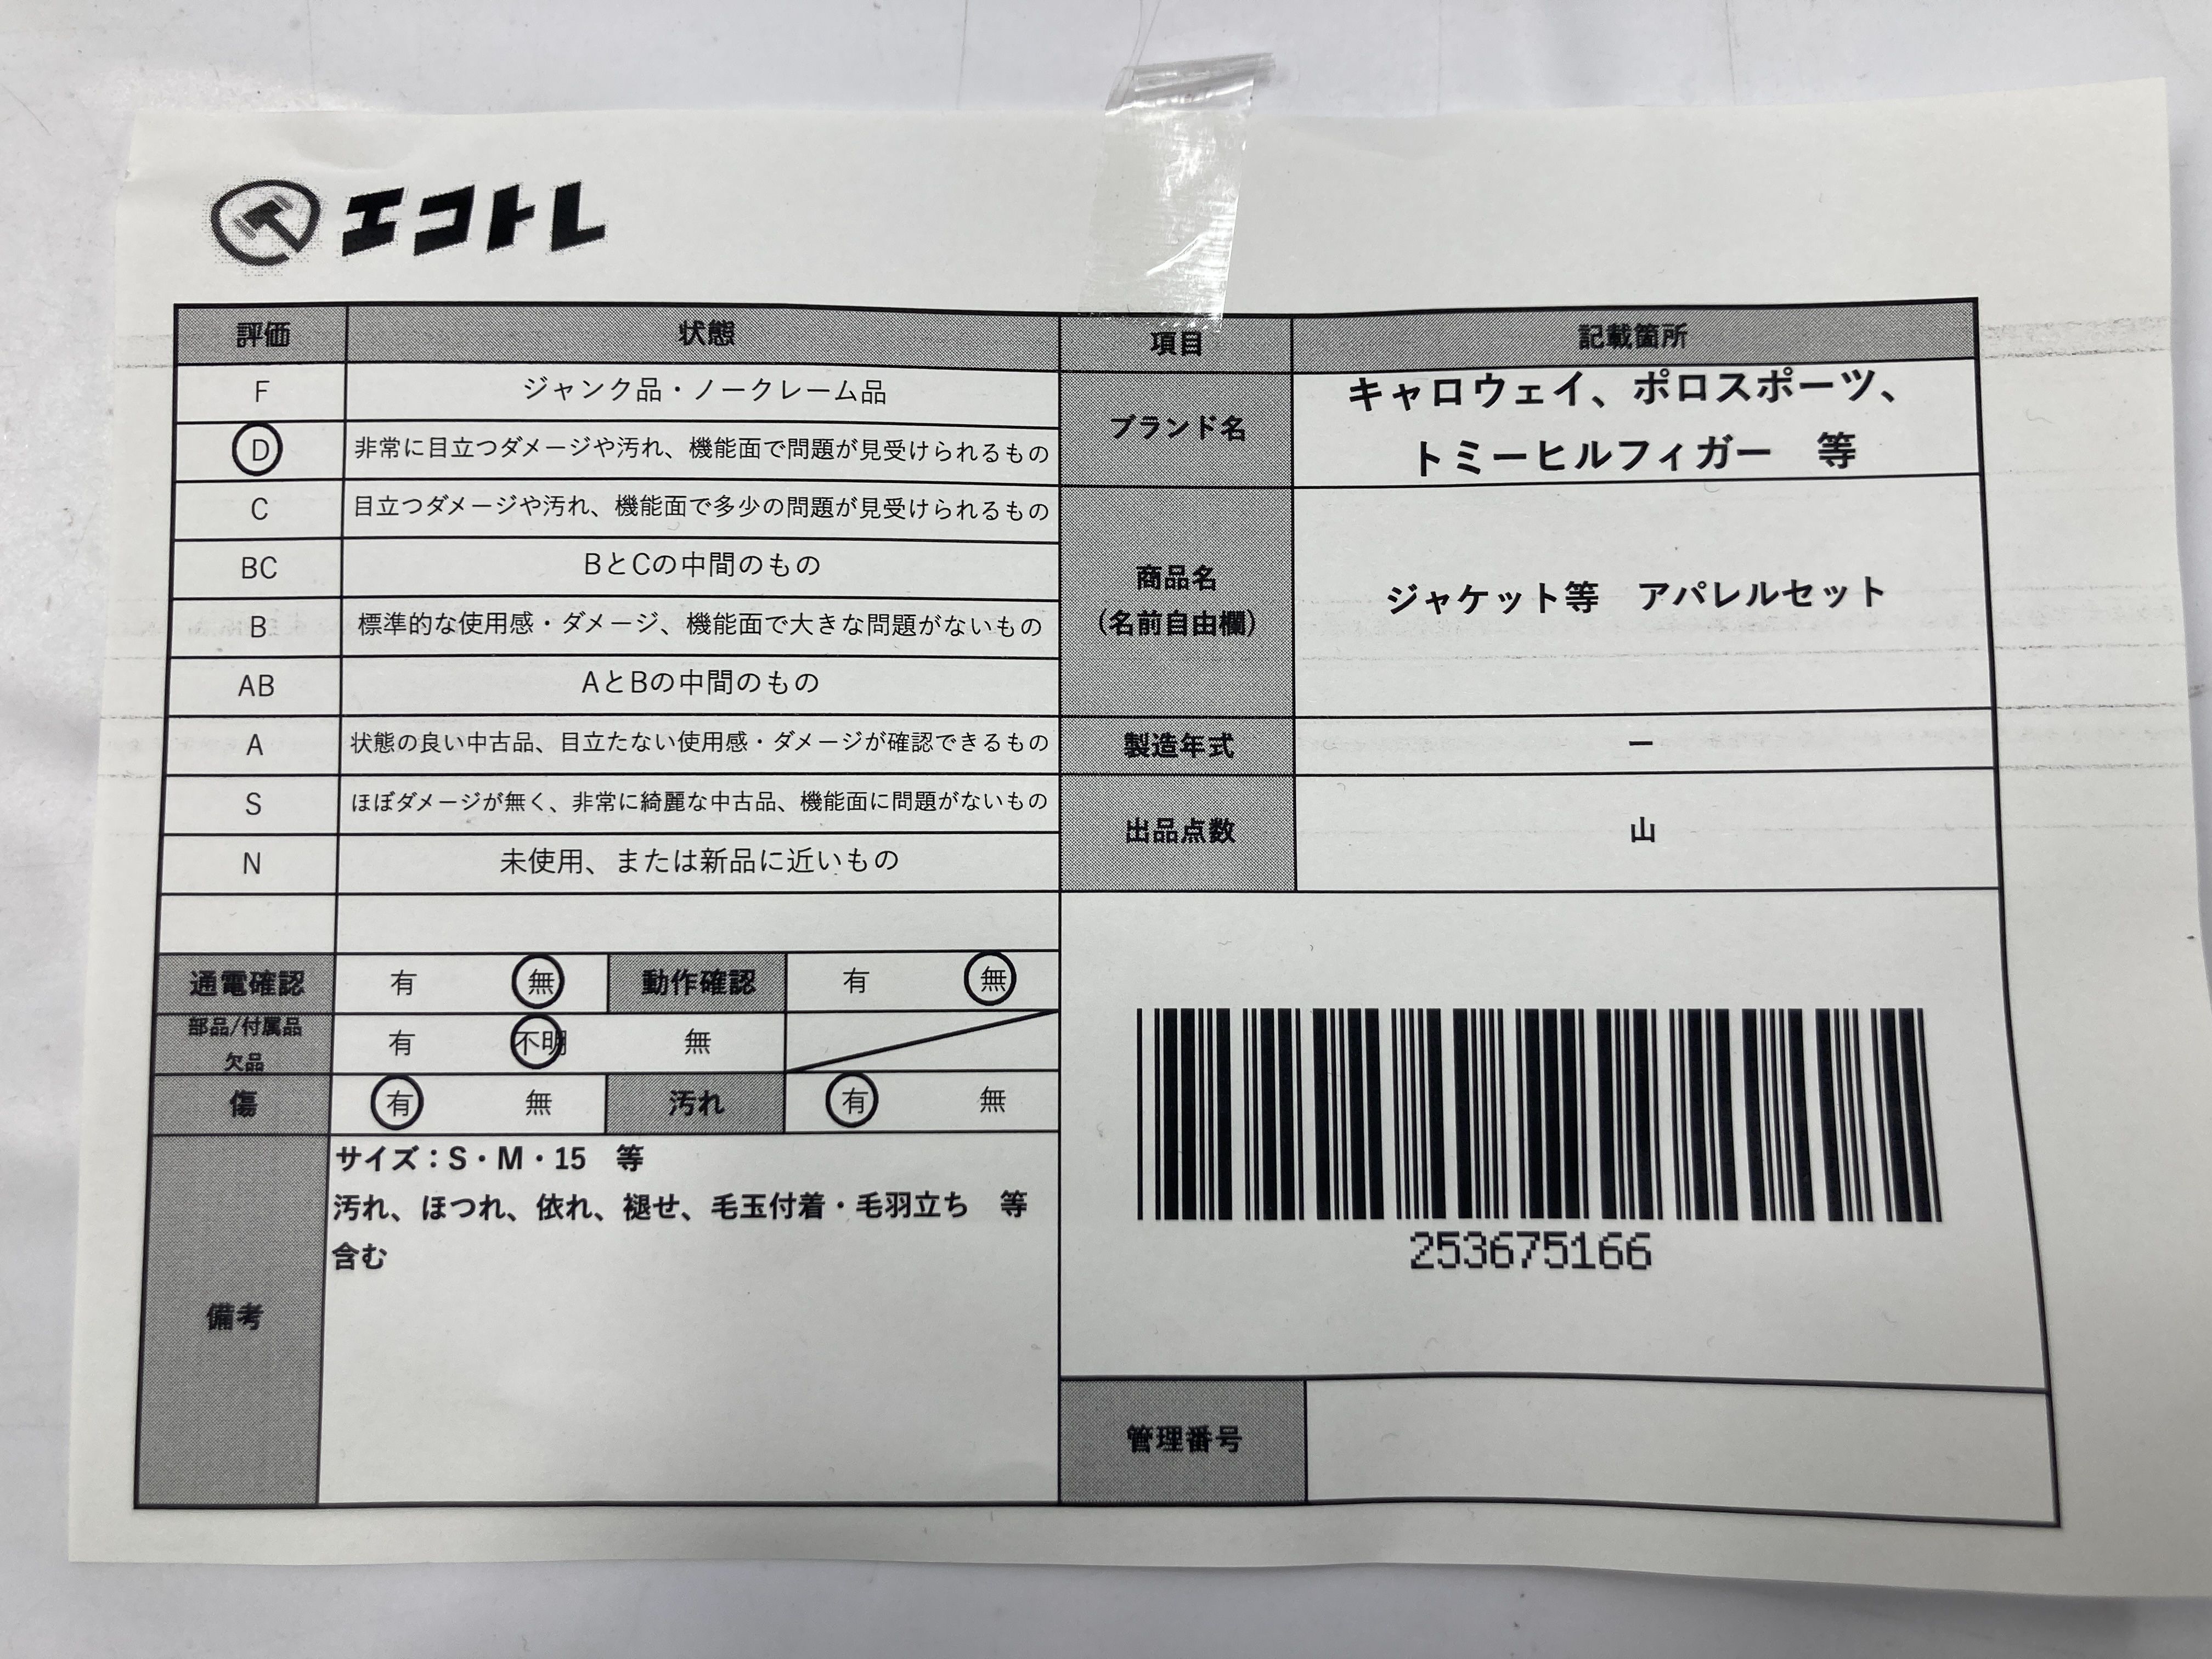 エコトレ
評価 状態 項目 記載箇所
F ジャンク品・ノークレーム品
D 非常に目立つダメージや汚れ、機能面で問題が見受けられるもの
C 目立つダメージや汚れ、機能面で多少の問題が見受けられるもの
BC BとCの中間のもの
B 標準的な使用感・ダメージ、機能面で大きな問題がないもの
AB AとBの中間のもの
A 状態の良い中古品、目立たない使用感・ダメージが確認できるもの
S ほぼダメージが無く、非常に綺麗な中古品、機能面に問題がないもの
N 未使用、または新品に近いもの
通電確認 有 無 動作確認 有 無
部品/付属品
欠品
有 不明 無
傷 有 無 汚れ 有 無
備考
サイズ：S・M・15 等
汚れ、ほつれ、依れ、褪せ、毛玉付着・毛羽立ち 等
含む
ブランド名
キャロウェイ、ポロスポーツ、
トミーヒルフィガー 等
商品名
（名前自由欄）
ジャケット等 アパレルセット
製造年式 ー
出品点数 山
253675166
管理番号